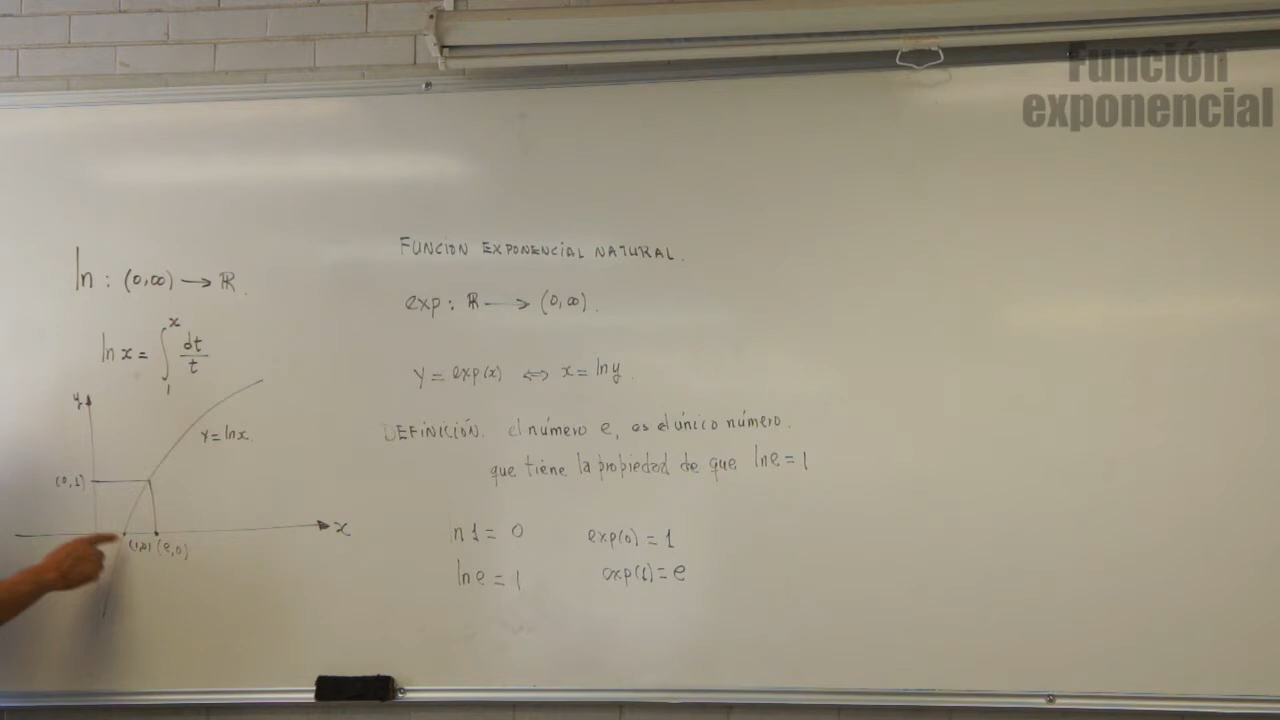 Función
exponencial
ln : (0,∞) → ℝ.
ln x = ∫₁ˣ dt/t
y
y = ln x.
(0,1)
x
(1,0) (e,0)
FUNCION EXPONENCIAL NATURAL.
exp : ℝ → (0,∞).
y = exp(x) ⇔ x = ln y.
DEFINICIÓN. el número e, es el único número.
que tiene la propiedad de que ln e = 1
n 1 = 0 exp(0) = 1
ln e = 1 exp(1) = e